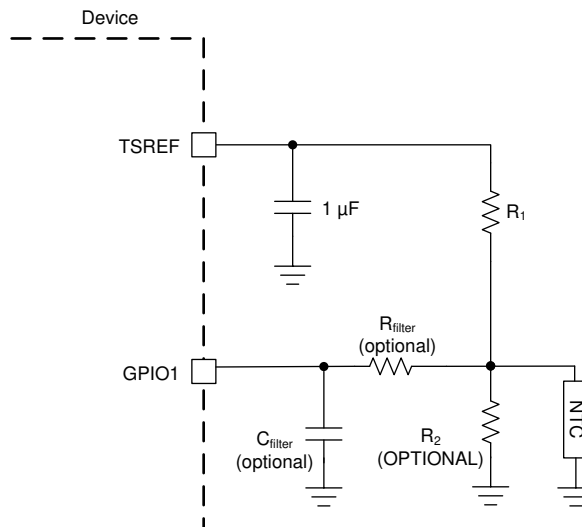 Device
TSREF
1 µF
R₁
Rfilter
(optional)
GPIO1
Cfilter
(optional)
R₂
(OPTIONAL)
NTC